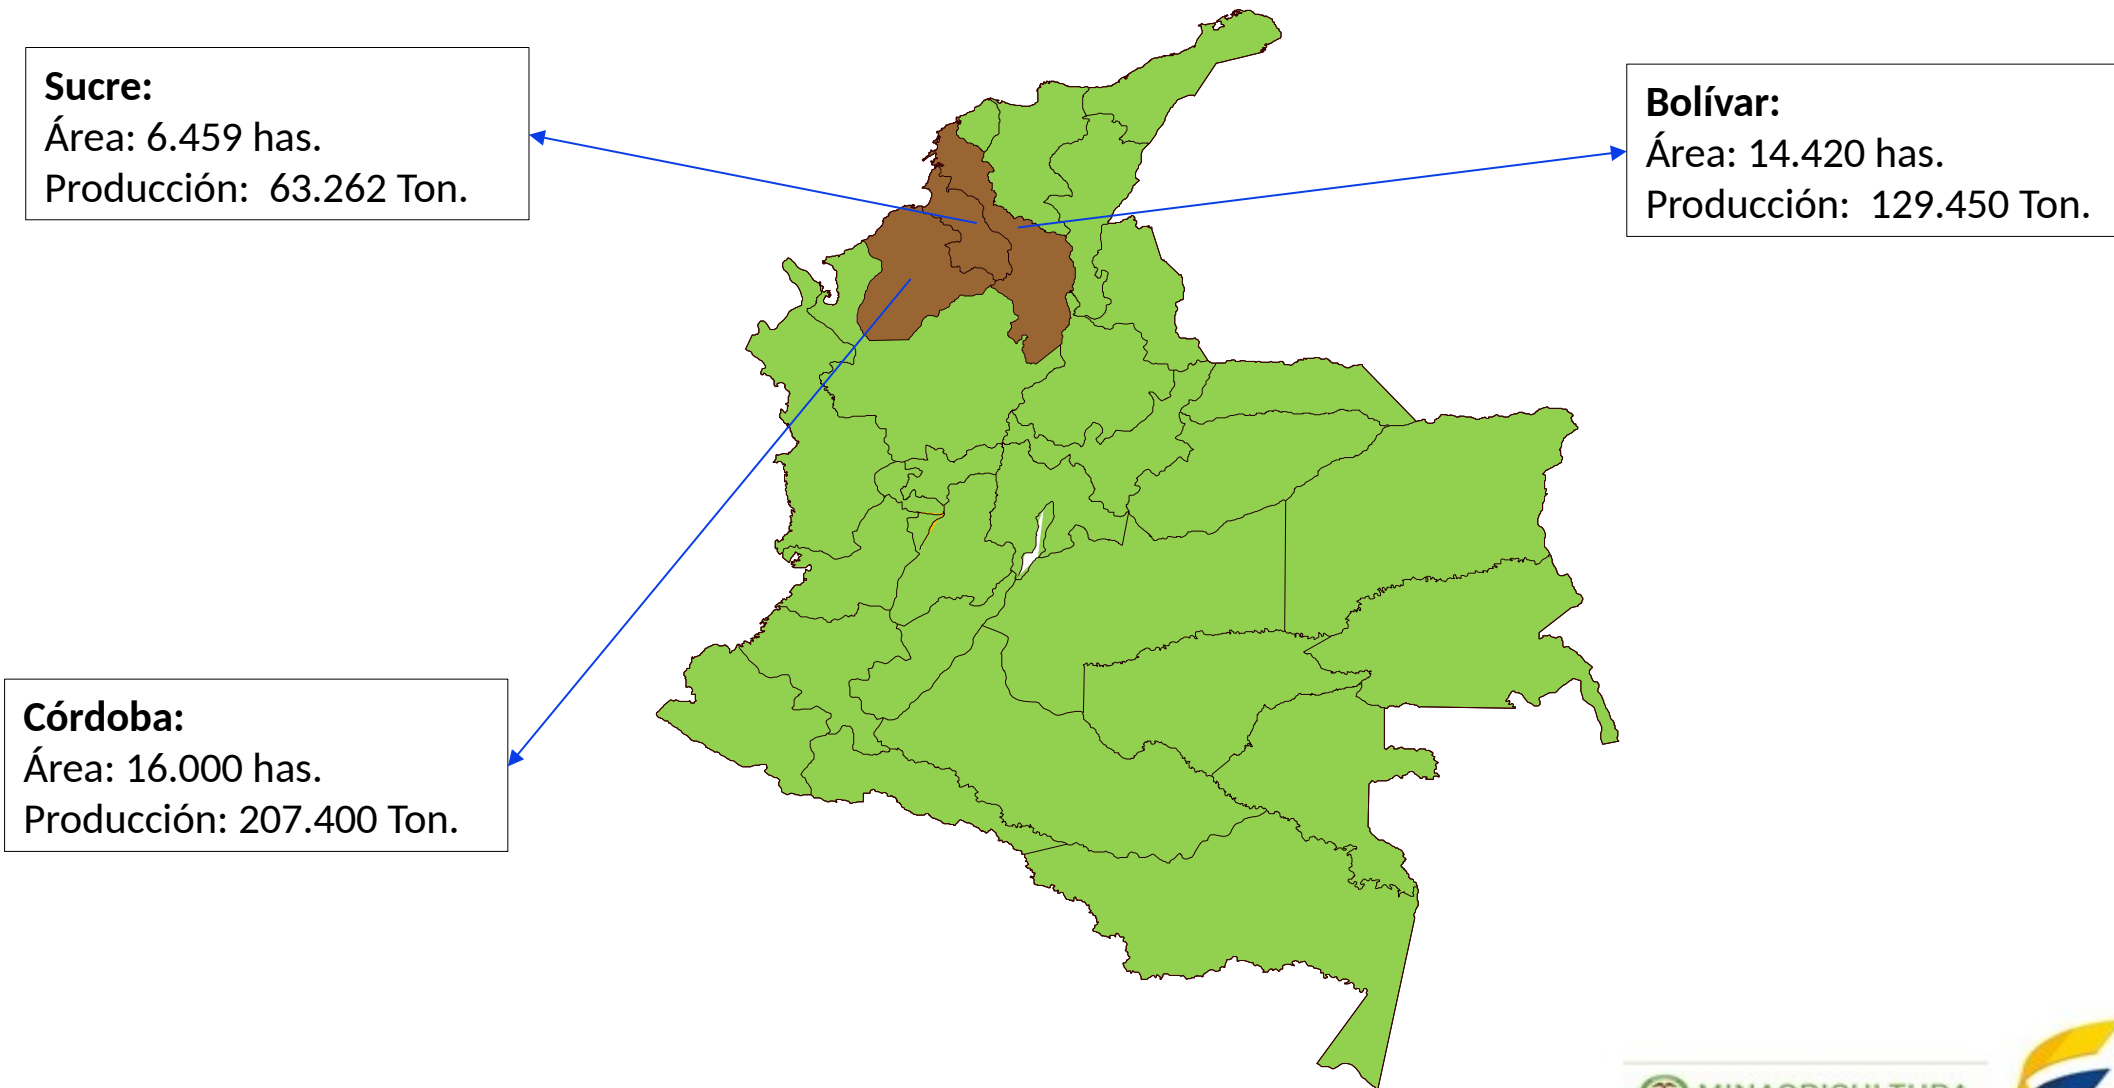 Sucre:
Área: 6.459 has.
Producción: 63.262 Ton.
Bolívar:
Área: 14.420 has.
Producción: 129.450 Ton.
Córdoba:
Área: 16.000 has.
Producción: 207.400 Ton.
MINAGRICULTURA